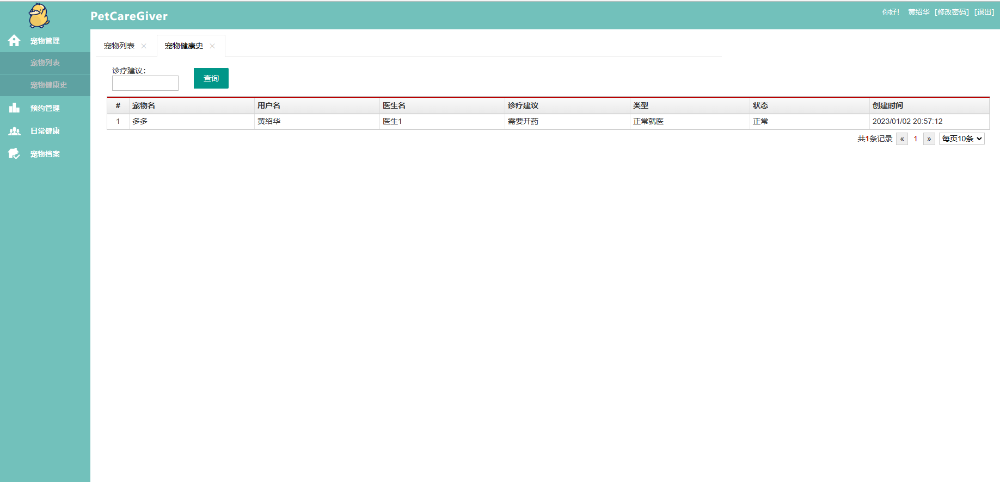 PetCareGiver
你好! 黄绍华 [修改密码] [退出]
宠物管理
宠物列表
宠物健康史
预约管理
日常健康
宠物档案
宠物列表 宠物健康史
诊疗建议:
查询
# 宠物名 用户名 医生名 诊疗建议 类型 状态 创建时间
1 多多 黄绍华 医生1 需要开药 正常就医 正常 2023/01/02 20:57:12
共1条记录 « 1 » 每页10条